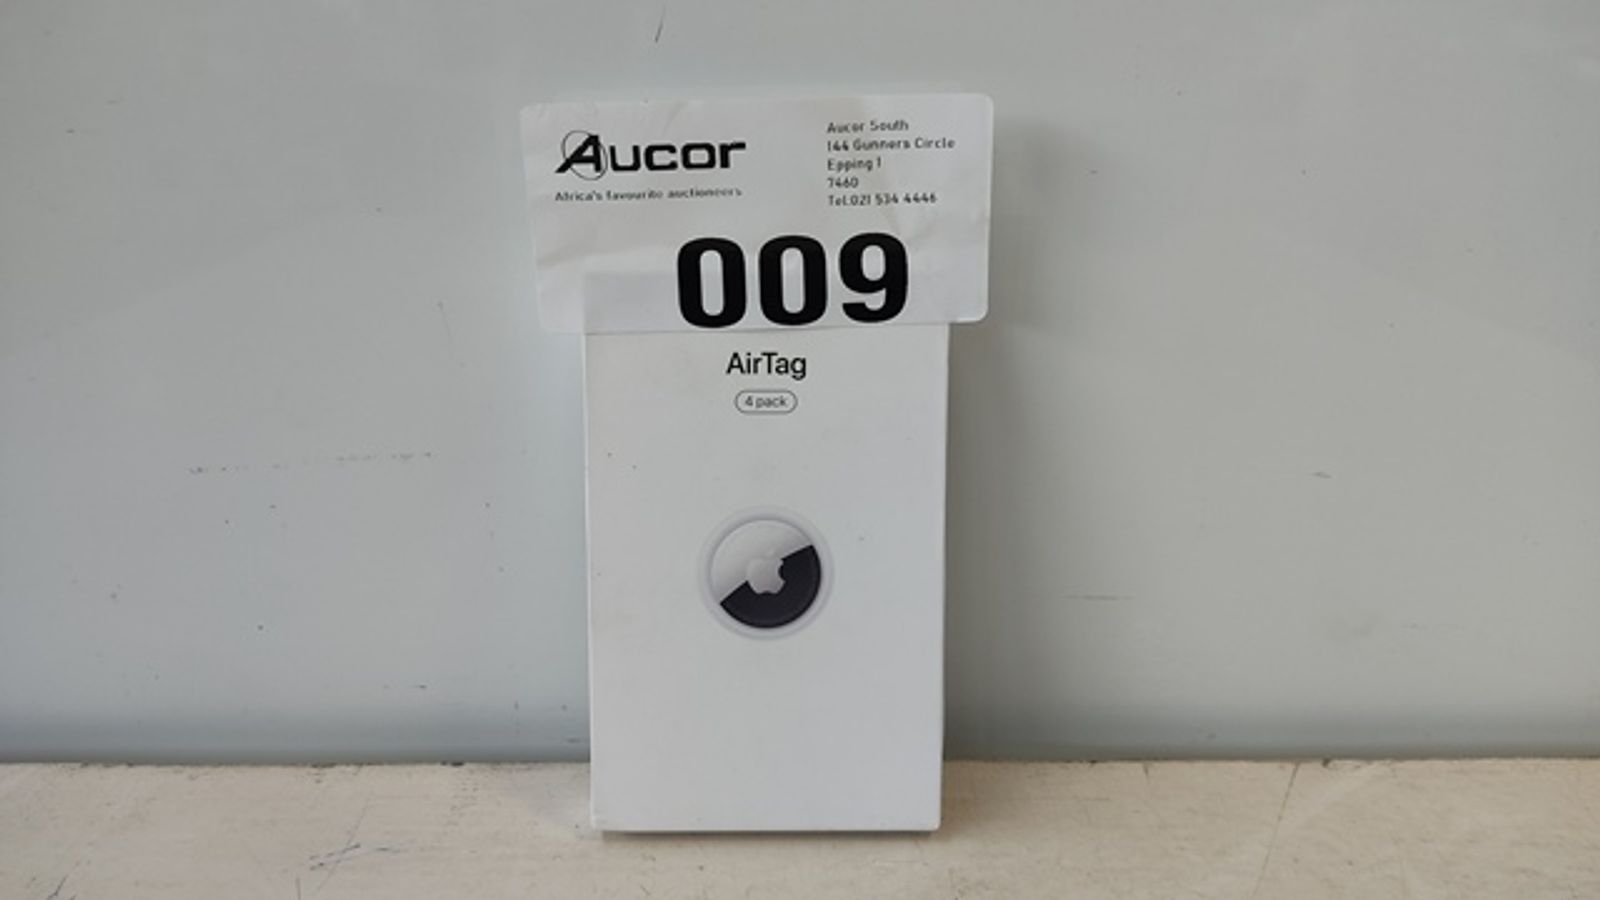 Aucor
Africa's favourite auctioneers
Aucor South
144 Gunners Circle
Epping 1
7460
Tel:021 534 4446
009
AirTag
4 pack